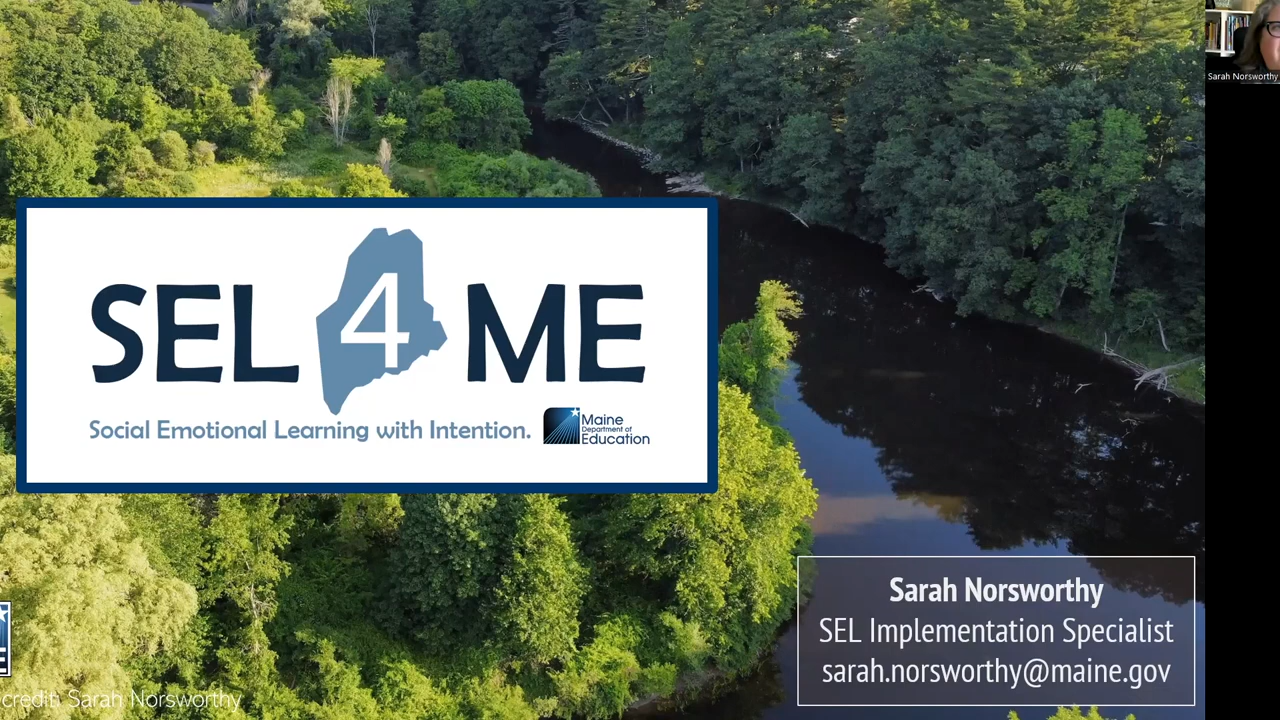 Sarah Norsworthy
SEL 4 ME
Social Emotional Learning with Intention.
Maine
Department of
Education
Sarah Norsworthy
SEL Implementation Specialist
sarah.norsworthy@maine.gov
credit: Sarah Norsworthy